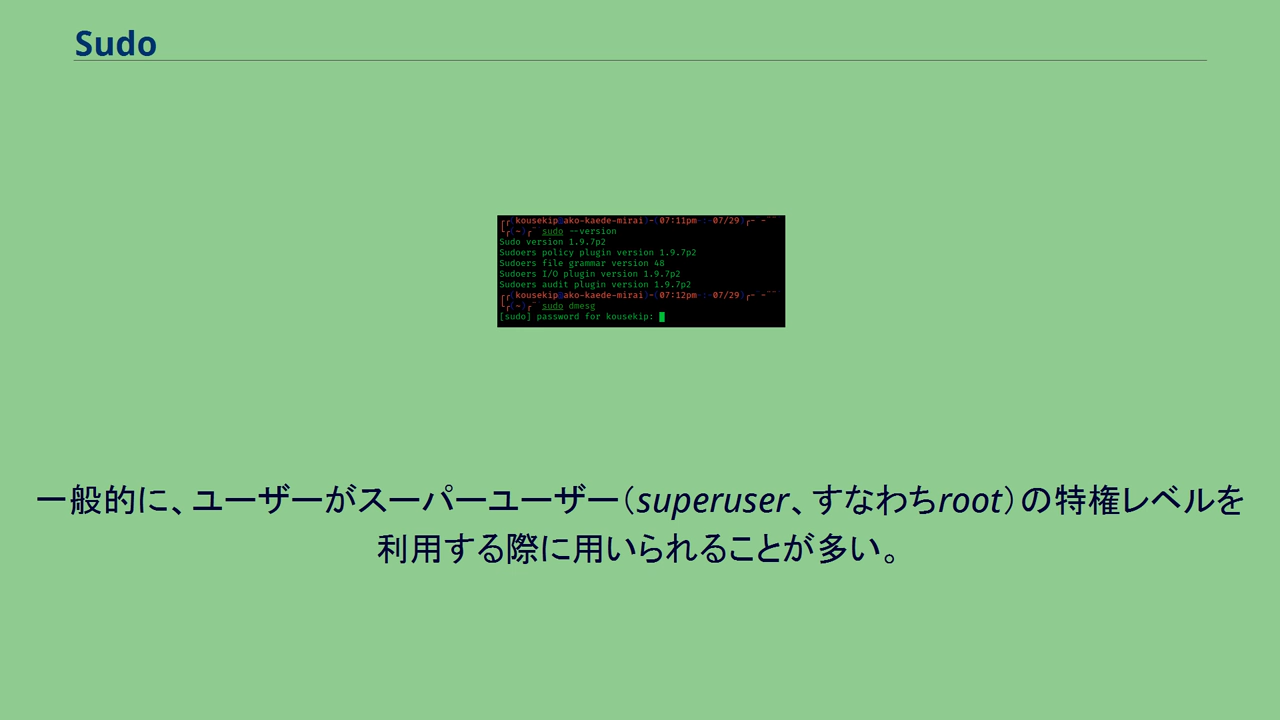 Sudo
(kousekip@ako-kaede-mirai)-(07:11pm-:-07/29)
(~) sudo --version
Sudo version 1.9.7p2
Sudoers policy plugin version 1.9.7p2
Sudoers file grammar version 48
Sudoers I/O plugin version 1.9.7p2
Sudoers audit plugin version 1.9.7p2
(kousekip@ako-kaede-mirai)-(07:12pm-:-07/29)
(~) sudo dmesg
[sudo] password for kousekip:
一般的に、ユーザーがスーパーユーザー（superuser、すなわちroot）の特権レベルを
利用する際に用いられることが多い。